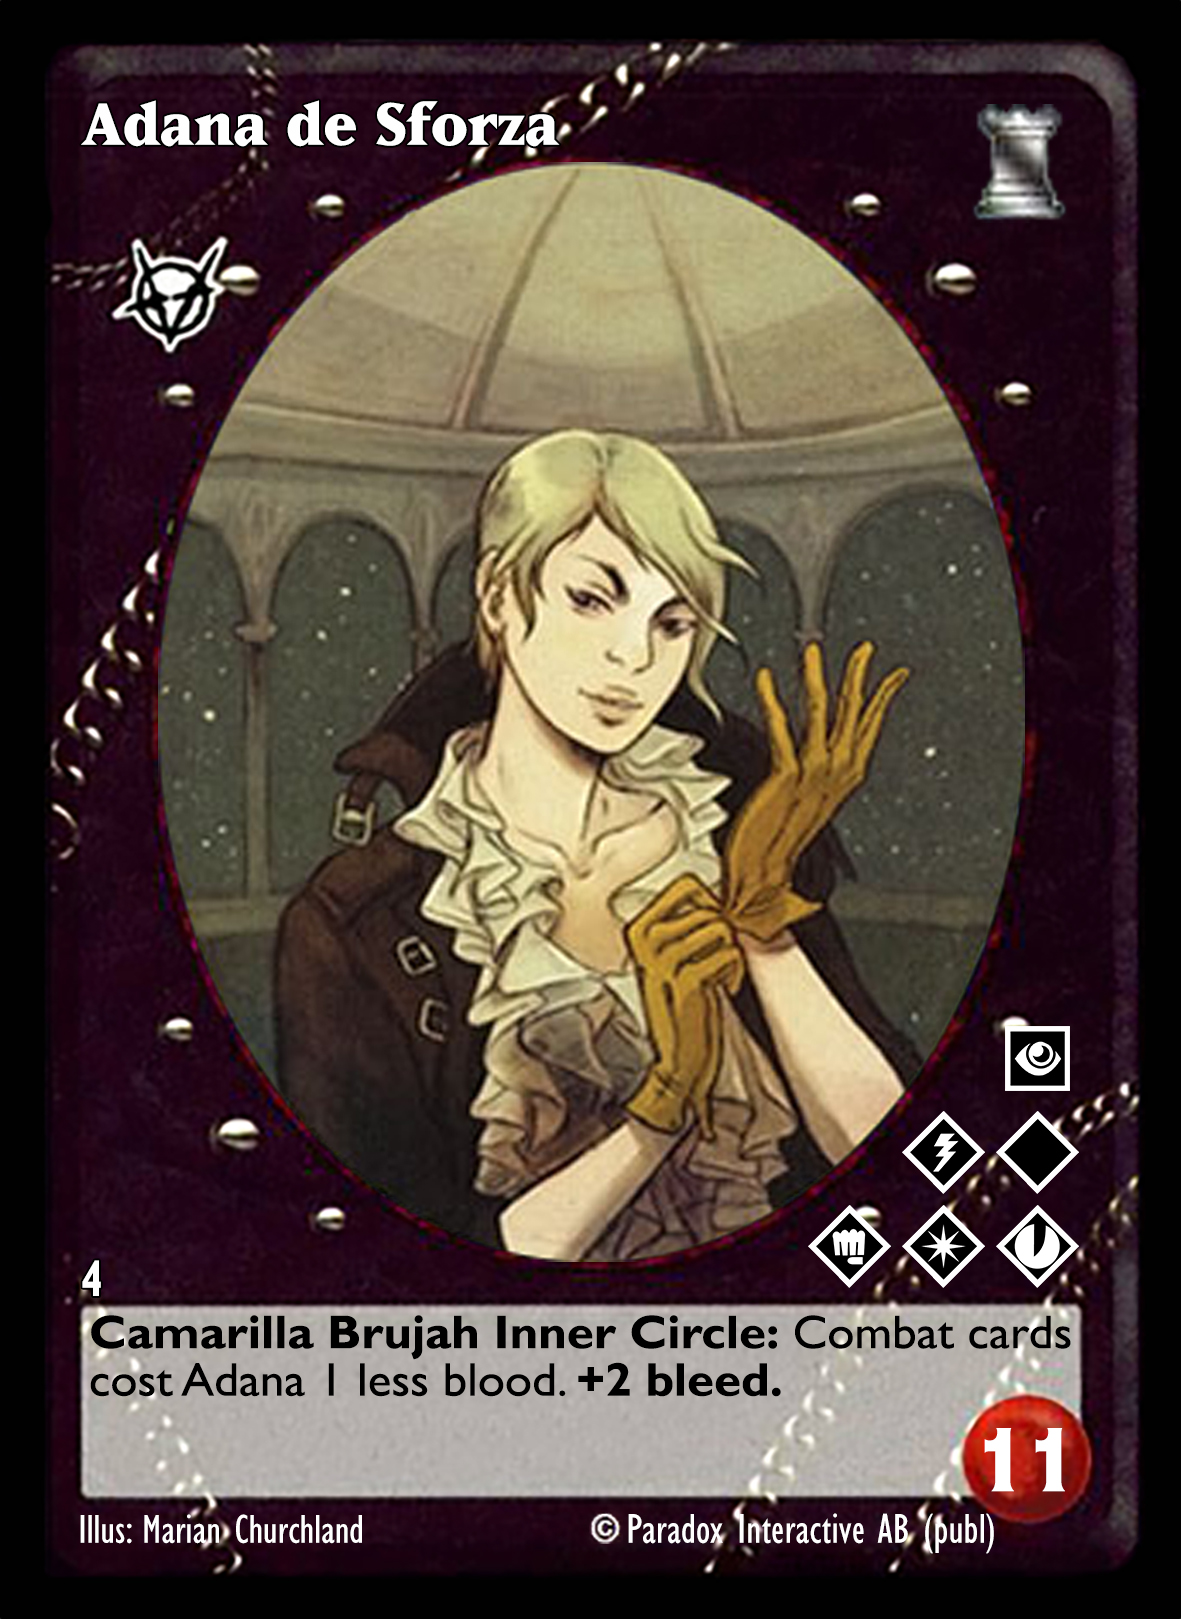 Adana de Sforza
4
Camarilla Brujah Inner Circle: Combat cards
cost Adana 1 less blood. +2 bleed.
11
Illus: Marian Churchland
© Paradox Interactive AB (publ)